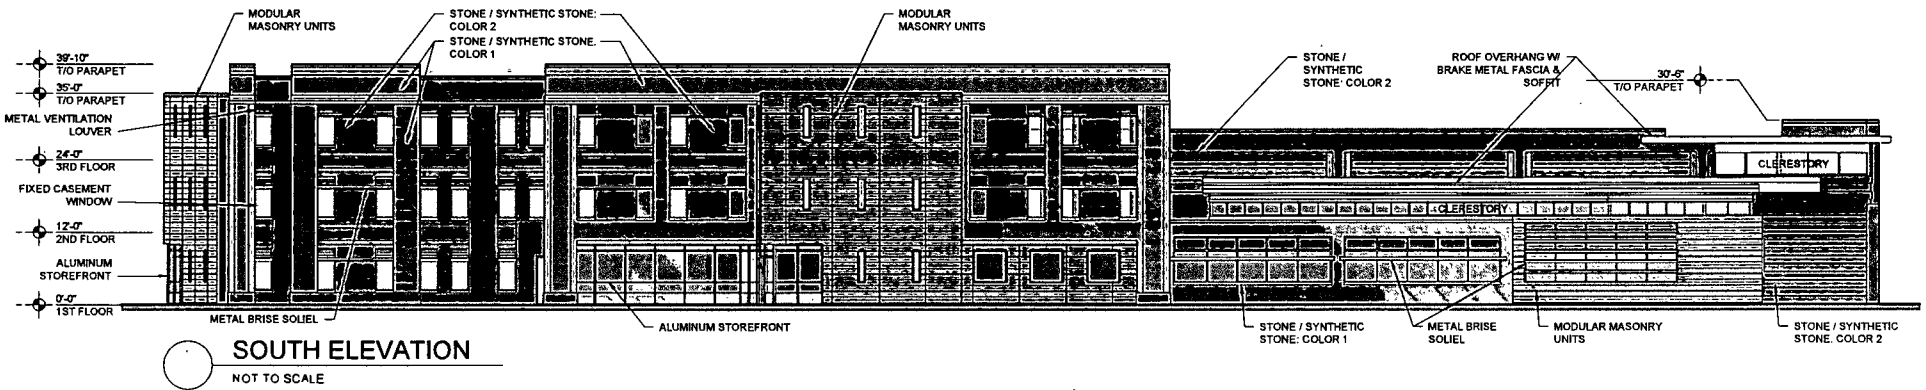 MODULAR
MASONRY UNITS
STONE / SYNTHETIC STONE:
COLOR 2
STONE / SYNTHETIC STONE.
COLOR 1
MODULAR
MASONRY UNITS
STONE /
SYNTHETIC
STONE: COLOR 2
ROOF OVERHANG W/
BRAKE METAL FASCIA &
SOFFIT
30'-6"
T/O PARAPET
39'-10"
T/O PARAPET
35'-0"
T/O PARAPET
METAL VENTILATION
LOUVER
24'-0"
3RD FLOOR
FIXED CASEMENT
WINDOW
12'-0"
2ND FLOOR
ALUMINUM
STOREFRONT
0'-0"
1ST FLOOR
CLERESTORY
CLERESTORY
METAL BRISE SOLIEL
ALUMINUM STOREFRONT
STONE / SYNTHETIC
STONE: COLOR 1
METAL BRISE
SOLIEL
MODULAR MASONRY
UNITS
STONE / SYNTHETIC
STONE. COLOR 2
SOUTH ELEVATION
NOT TO SCALE